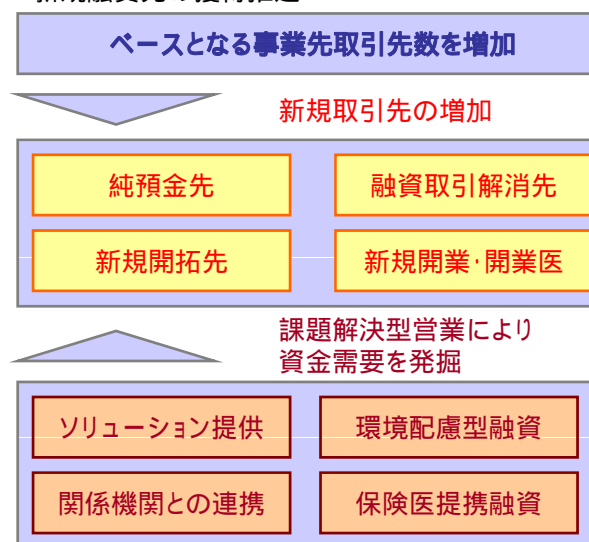 ベースとなる事業先取引先数を増加
新規取引先の増加
純預金先
融資取引解消先
新規開拓先
新規開業・開業医
課題解決型営業により
資金需要を発掘
ソリューション提供
環境配慮型融資
関係機関との連携
保険医提携融資